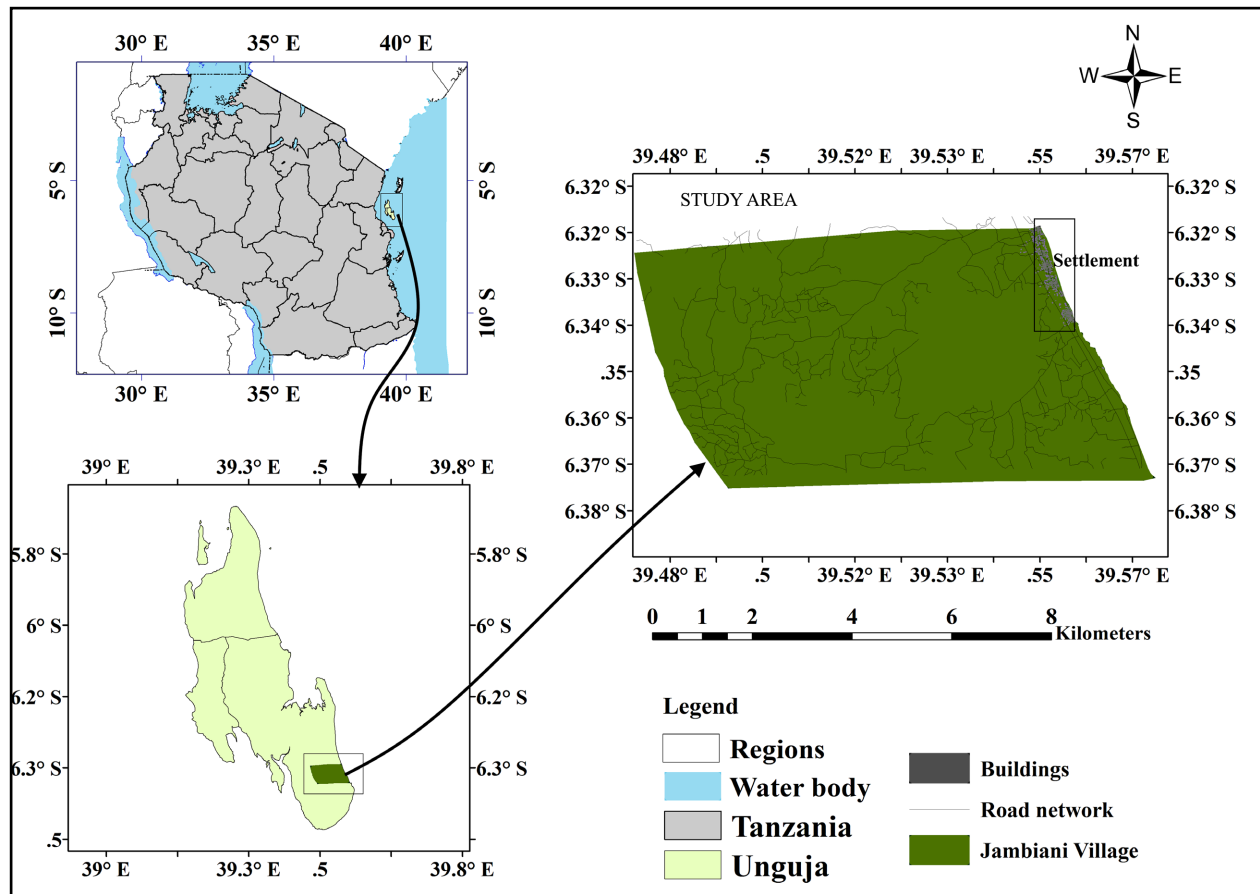 30° E 35° E 40° E
5° S 5° S
10° S 10° S
30° E 35° E 40° E
N
W E
S
39.48° E .5 39.52° E 39.53° E .55 39.57° E
6.32° S 6.32° S
STUDY AREA
6.32° S 6.32° S
Settlement
6.33° S 6.33° S
6.34° S 6.34° S
.35 .35
6.36° S 6.36° S
6.37° S 6.37° S
6.38° S 6.38° S
39.48° E .5 39.52° E 39.53° E .55 39.57° E
0 1 2 4 6 8
Kilometers
39° E 39.3° E .5 39.8° E
5.8° S 5.8° S
6° S 6° S
6.2° S 6.2° S
6.3° S 6.3° S
.5 .5
39° E 39.3° E .5 39.8° E
Legend
Regions
Water body
Tanzania
Unguja
Buildings
Road network
Jambiani Village